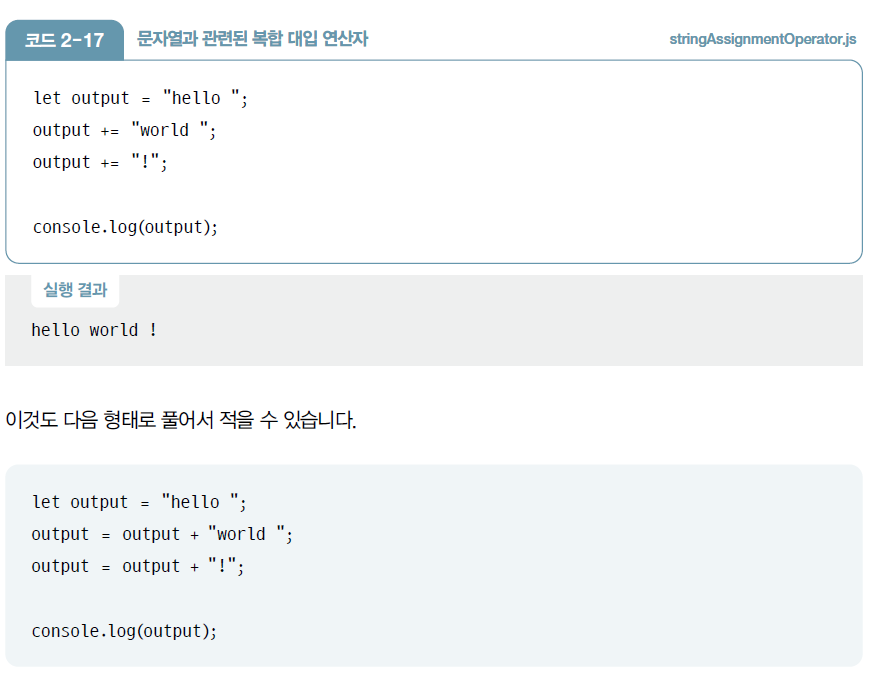 코드 2-17 문자열과 관련된 복합 대입 연산자 stringAssignmentOperator.js
let output = "hello ";
output += "world ";
output += "!";
console.log(output);
실행 결과
hello world !
이것도 다음 형태로 풀어서 적을 수 있습니다.
let output = "hello ";
output = output + "world ";
output = output + "!";
console.log(output);